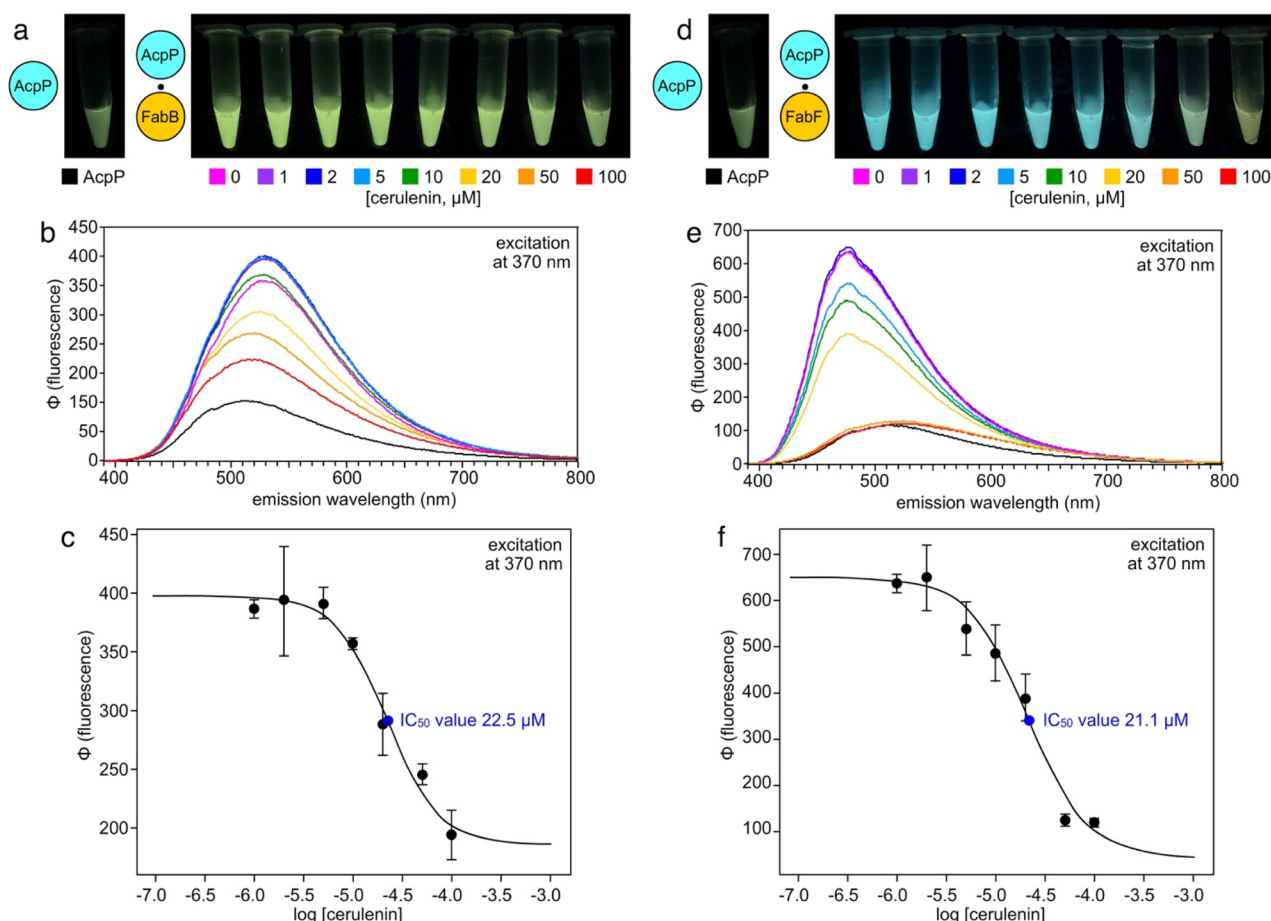 a
AcpP
AcpP
FabB
AcpP
0 1 2 5 10 20 50 100
[cerulenin, µM]
b
excitation
at 370 nm
450
400
350
300
250
200
150
100
50
0
Φ (fluorescence)
400 500 600 700 800
emission wavelength (nm)
c
excitation
at 370 nm
450
400
350
300
250
200
Φ (fluorescence)
IC50 value 22.5 µM
-7.0 -6.5 -6.0 -5.5 -5.0 -4.5 -4.0 -3.5 -3.0
log [cerulenin]
d
AcpP
AcpP
FabF
AcpP
0 1 2 5 10 20 50 100
[cerulenin, µM]
e
excitation
at 370 nm
700
600
500
400
300
200
100
0
Φ (fluorescence)
400 500 600 700 800
emission wavelength (nm)
f
excitation
at 370 nm
700
600
500
400
300
200
100
Φ (fluorescence)
IC50 value 21.1 µM
-7.0 -6.5 -6.0 -5.5 -5.0 -4.5 -4.0 -3.5 -3.0
log [cerulenin]